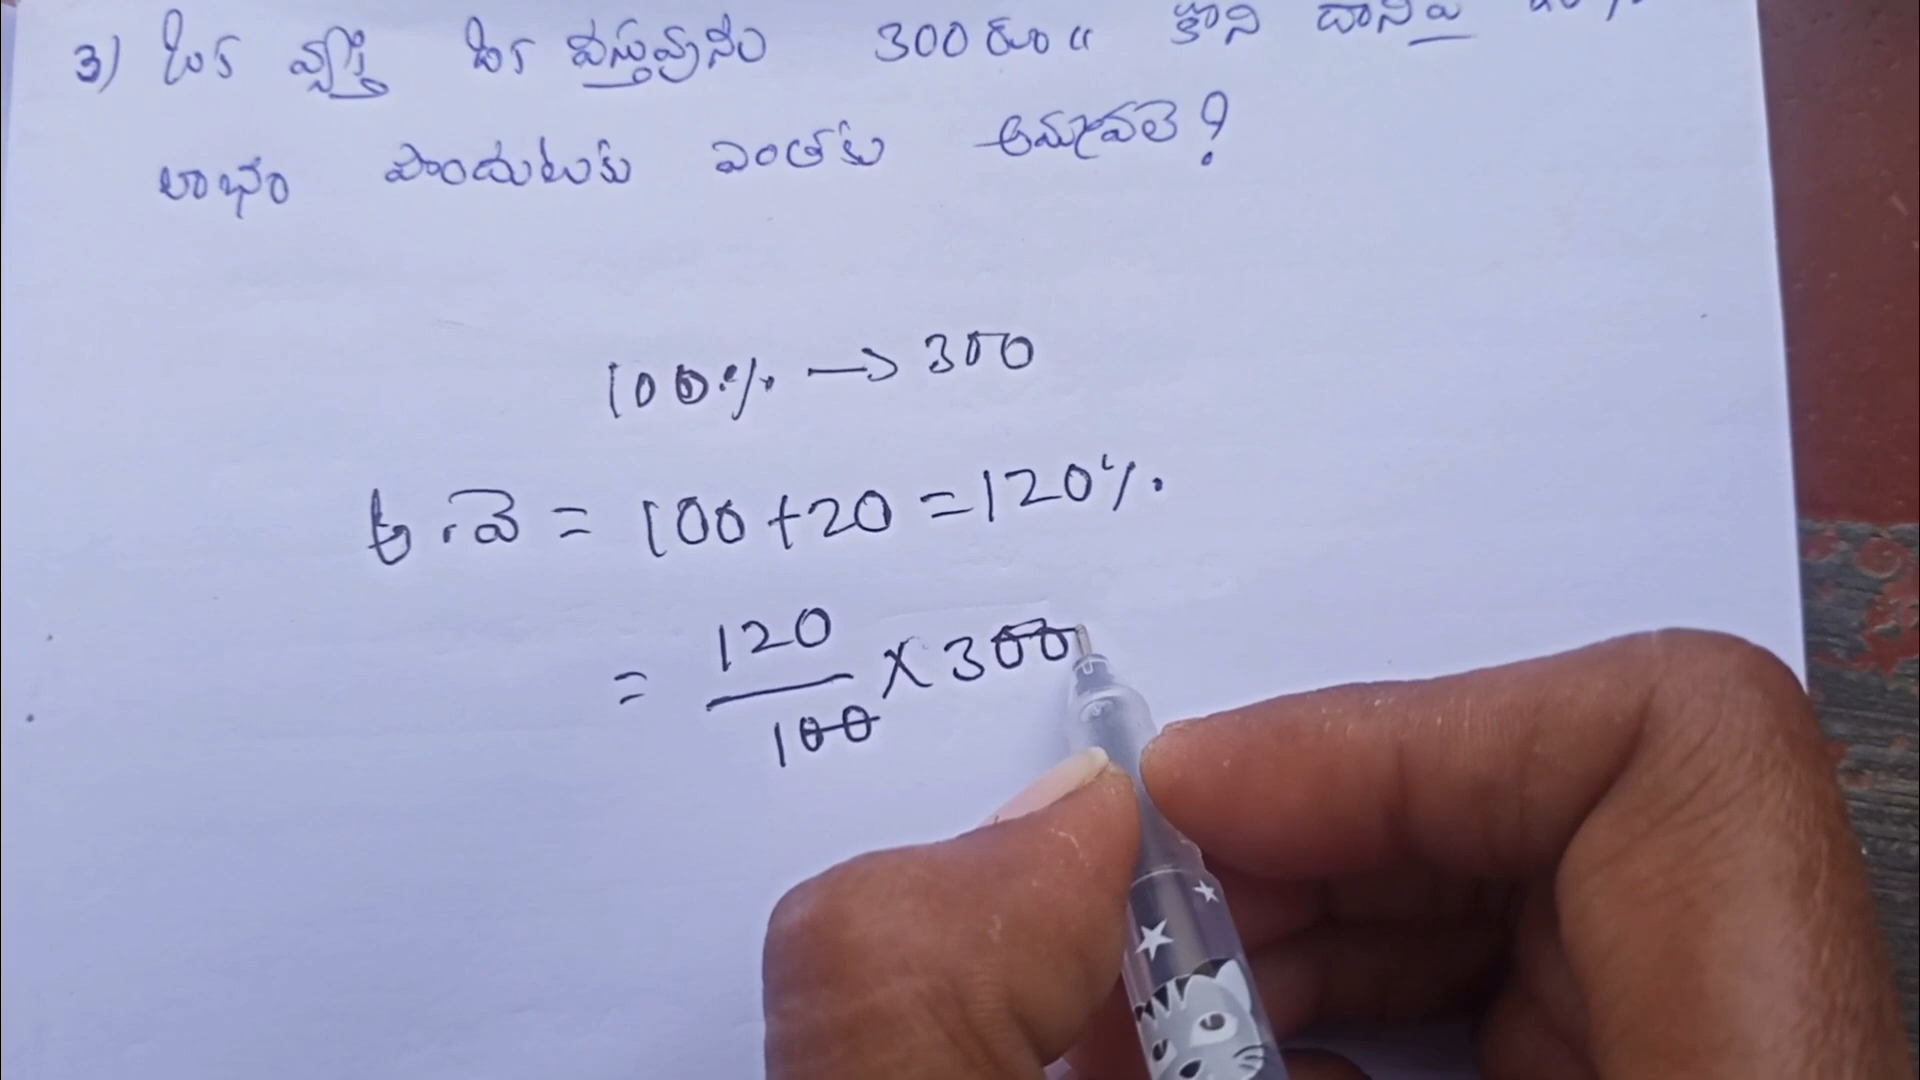 3) ఒక వ్యక్తి ఒక వస్తువును 300 రూ॥ కొని దానిపై
లాభం పొందుటకు ఎంతకు అమ్మవలె?
100% → 300
అ.వె = 100 + 20 = 120%.
= 120/100 × 300